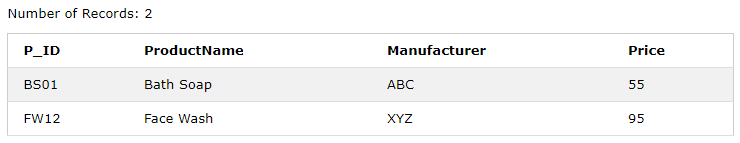 Number of Records: 2
P_ID ProductName Manufacturer Price
BS01 Bath Soap ABC 55
FW12 Face Wash XYZ 95